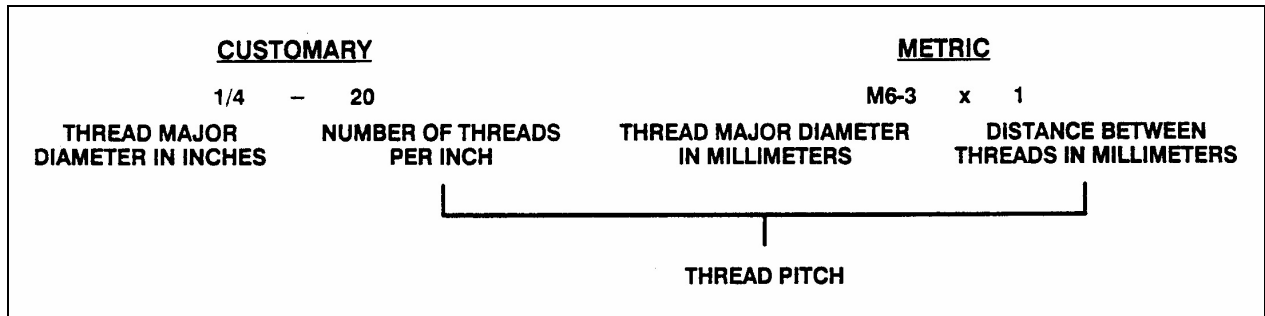 CUSTOMARY
1/4 – 20
THREAD MAJOR
DIAMETER IN INCHES
NUMBER OF THREADS
PER INCH
METRIC
M6-3 x 1
THREAD MAJOR DIAMETER
IN MILLIMETERS
DISTANCE BETWEEN
THREADS IN MILLIMETERS
THREAD PITCH